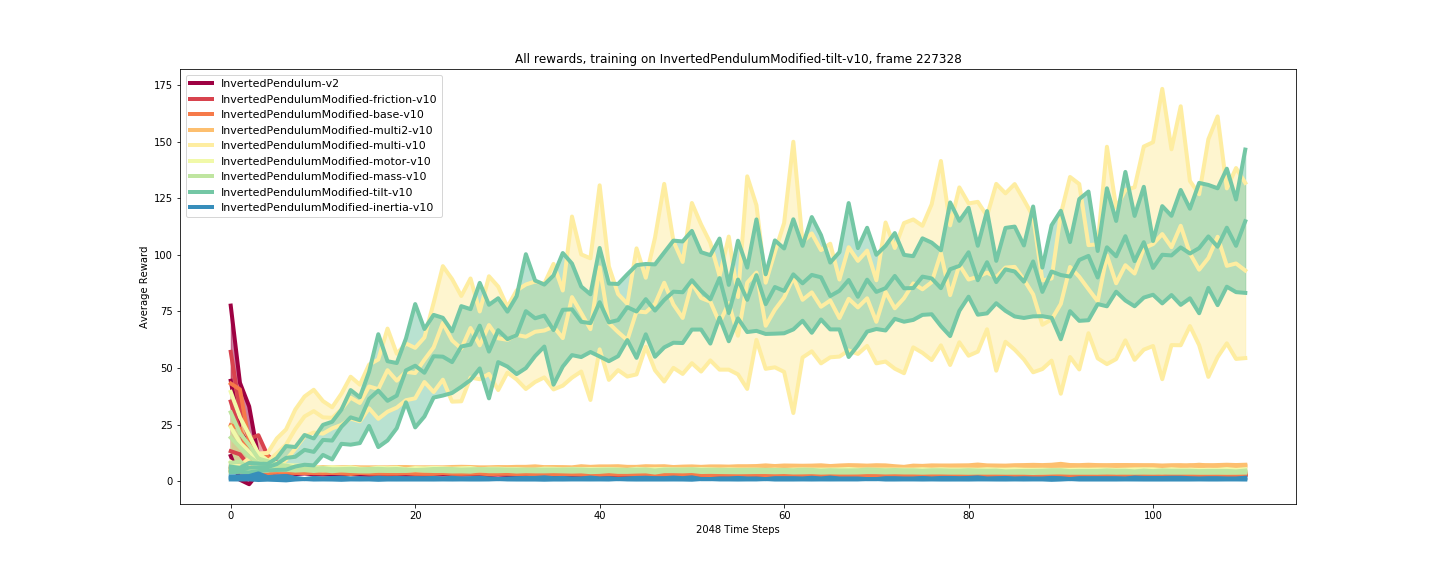 All rewards, training on InvertedPendulumModified-tilt-v10, frame 227328
InvertedPendulum-v2
InvertedPendulumModified-friction-v10
InvertedPendulumModified-base-v10
InvertedPendulumModified-multi2-v10
InvertedPendulumModified-multi-v10
InvertedPendulumModified-motor-v10
InvertedPendulumModified-mass-v10
InvertedPendulumModified-tilt-v10
InvertedPendulumModified-inertia-v10
175
150
125
100
75
50
25
0
Average Reward
0 20 40 60 80 100
2048 Time Steps